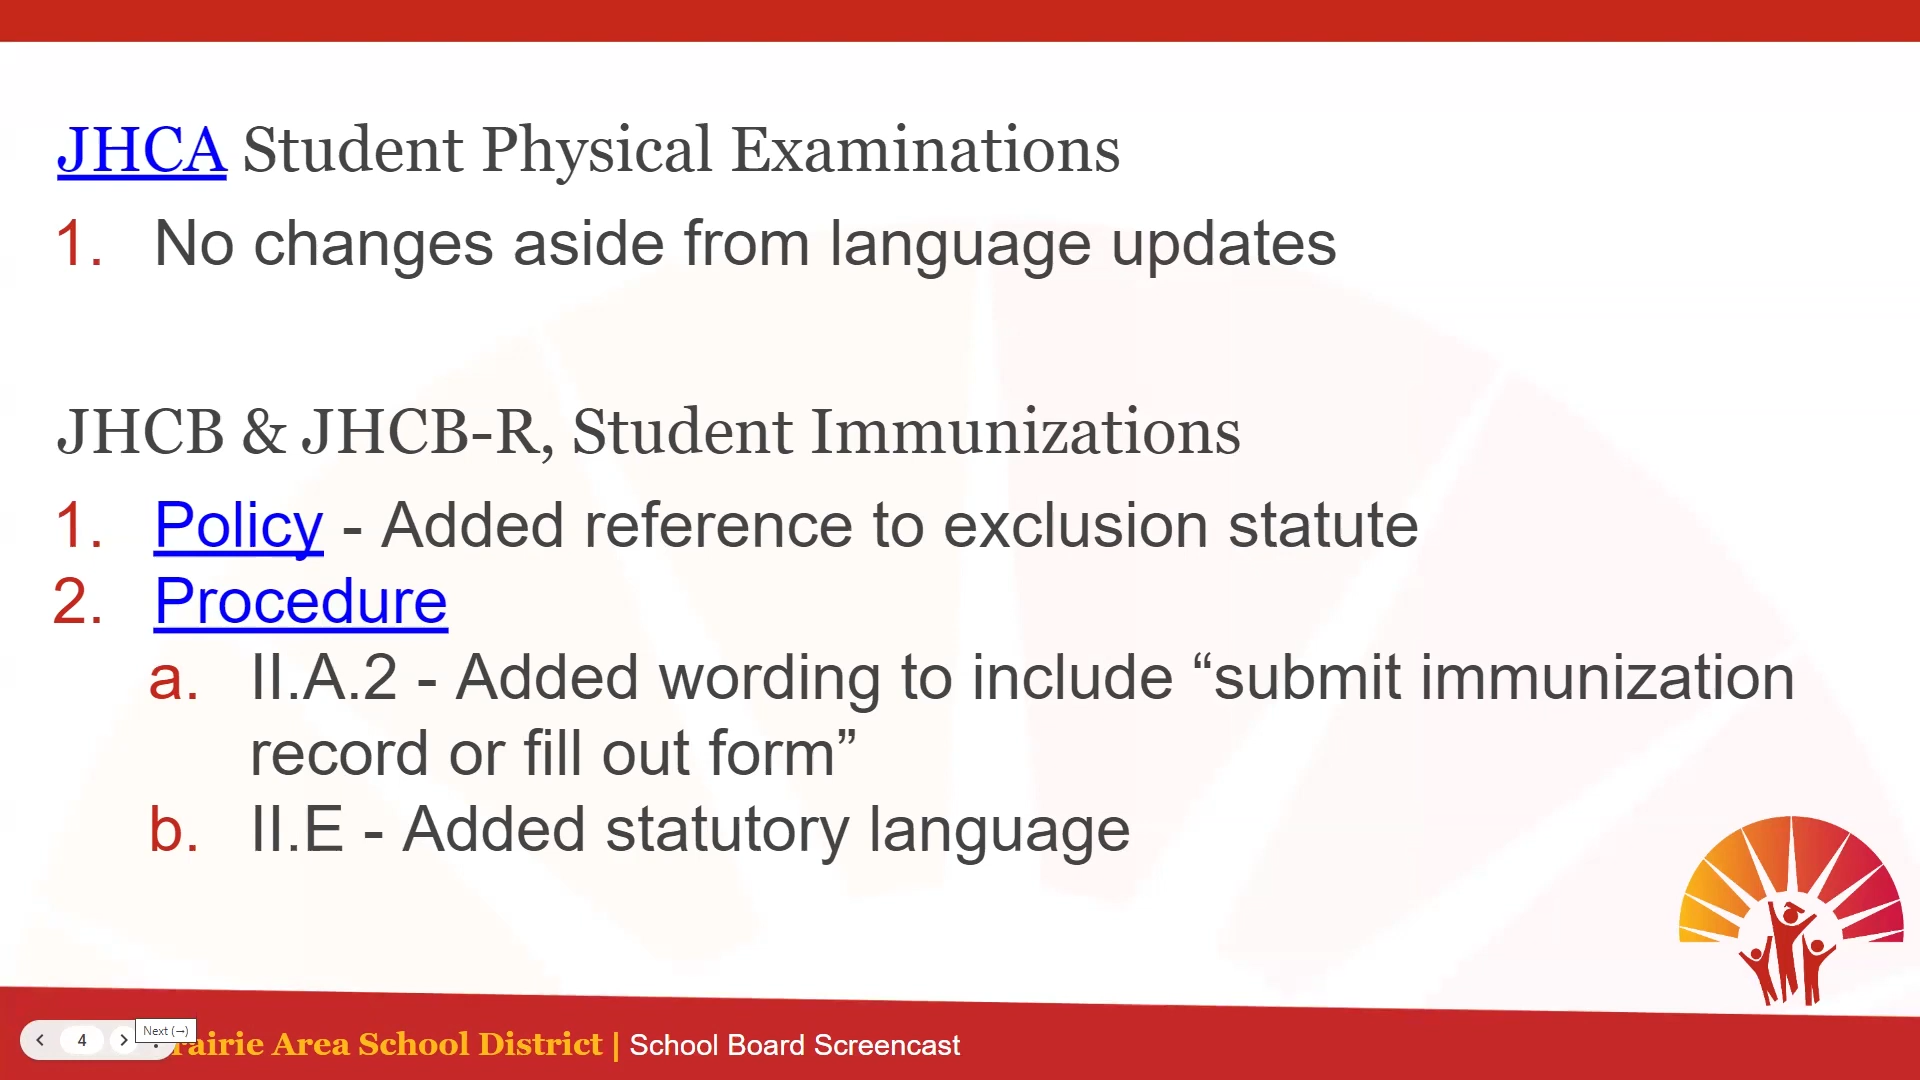 JHCA Student Physical Examinations
1. No changes aside from language updates
JHCB & JHCB-R, Student Immunizations
1. Policy - Added reference to exclusion statute
2. Procedure
a. II.A.2 - Added wording to include “submit immunization
record or fill out form”
b. II.E - Added statutory language
4
Next (→)
Area School District | School Board Screencast